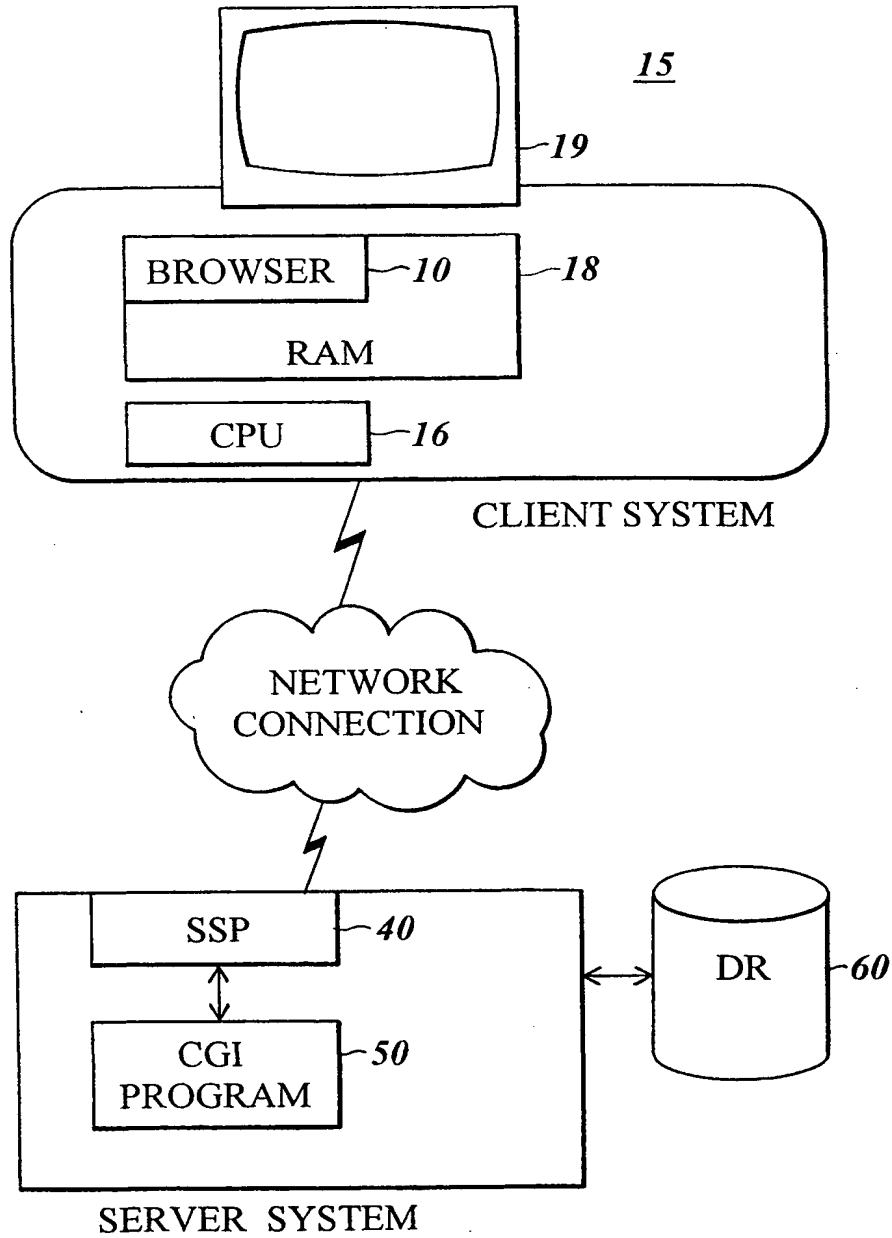 15
19
BROWSER
10
18
RAM
CPU
16
CLIENT SYSTEM
NETWORK
CONNECTION
SSP
40
DR
60
CGI
PROGRAM
50
SERVER SYSTEM